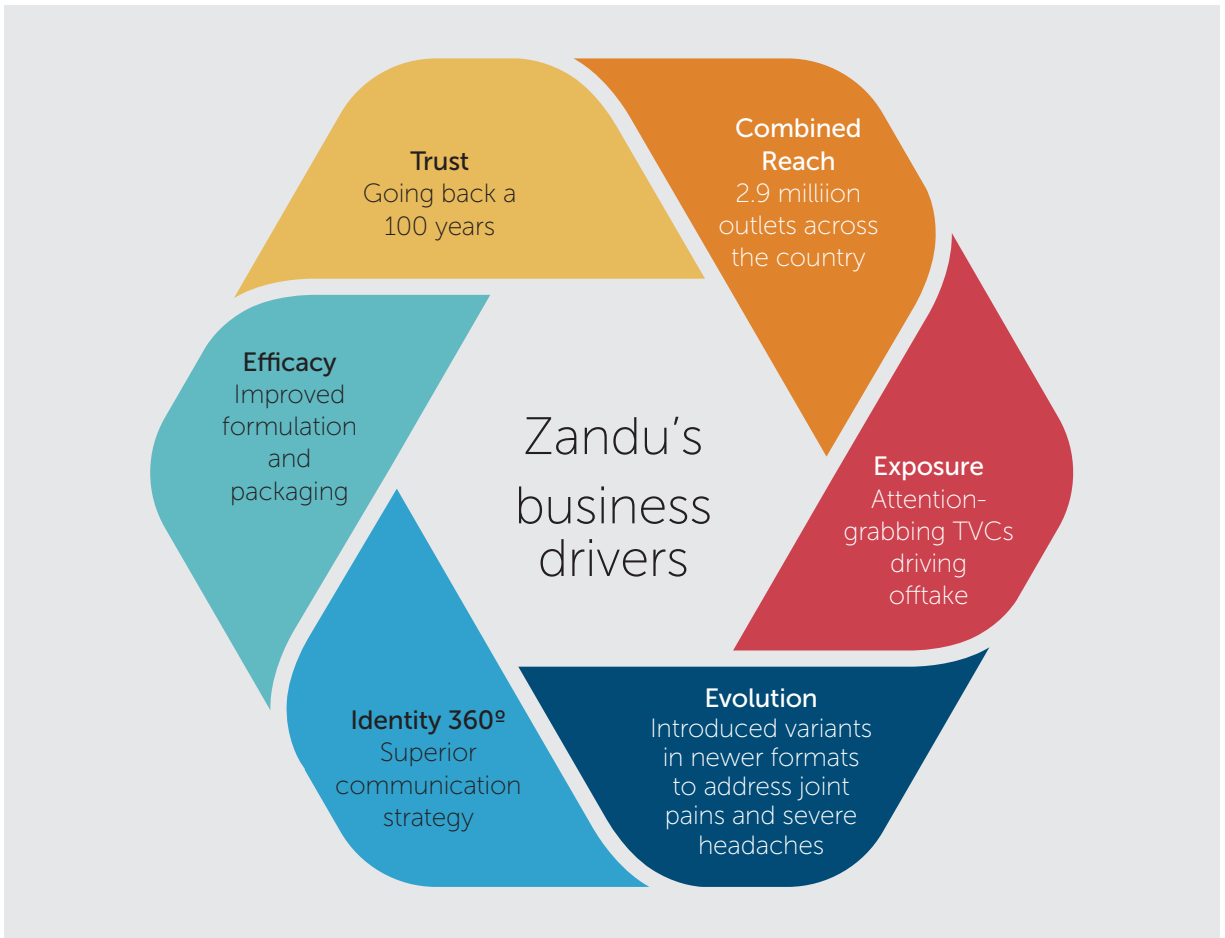 Trust
Going back a
100 years
Combined
Reach
2.9 milliion
outlets across
the country
Exposure
Attention-
grabbing TVCs
driving
offtake
Evolution
Introduced variants
in newer formats
to address joint
pains and severe
headaches
Identity 360º
Superior
communication
strategy
Efficacy
Improved
formulation
and
packaging
Zandu’s
business
drivers